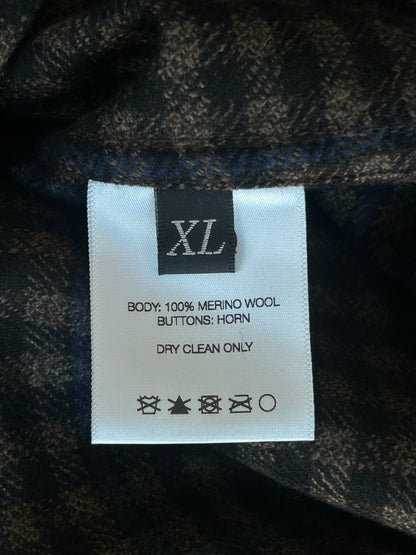 XL
BODY: 100% MERINO WOOL
BUTTONS: HORN
DRY CLEAN ONLY